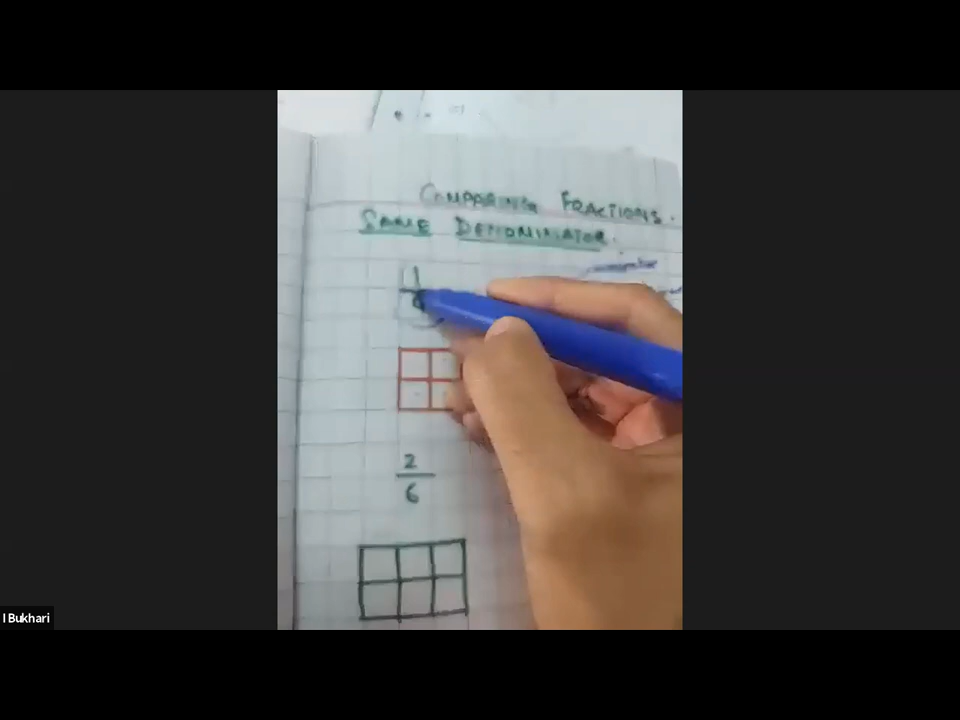 COMPARING FRACTIONS.
SAME DENOMINATOR.
2
6
I Bukhari